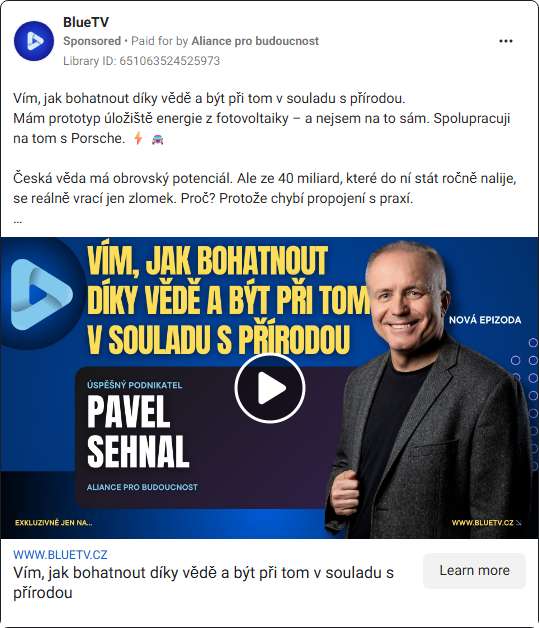 BlueTV
Sponsored • Paid for by Aliance pro budoucnost
Library ID: 651063524525973
Vím, jak bohatnout díky vědě a být při tom v souladu s přírodou.
Mám prototyp úložiště energie z fotovoltaiky – a nejsem na to sám. Spolupracuji
na tom s Porsche. ⚡ 🚘
Česká věda má obrovský potenciál. Ale ze 40 miliard, které do ní stát ročně nalije,
se reálně vrací jen zlomek. Proč? Protože chybí propojení s praxí.
...
VÍM, JAK BOHATNOUT
DÍKY VĚDĚ A BÝT PŘI TOM
V SOULADU S PŘÍRODOU
NOVÁ EPIZODA
ÚSPĚŠNÝ PODNIKATEL
PAVEL
SEHNAL
ALIANCE PRO BUDOUCNOST
EXKLUZIVNĚ JEN NA...
WWW.BLUETV.CZ
WWW.BLUETV.CZ
Vím, jak bohatnout díky vědě a být při tom v souladu s
přírodou
Learn more